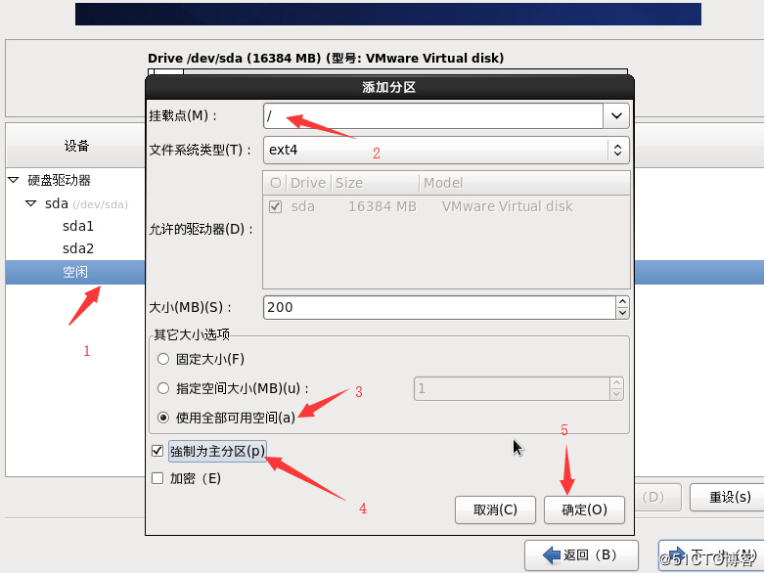 Drive /dev/sda (16384 MB) (型号: VMware Virtual disk)
添加分区
挂载点(M)： /
2
文件系统类型(T)： ext4
设备
硬盘驱动器
sda (/dev/sda)
sda1
sda2
空闲
1
允许的驱动器(D)：
Drive Size Model
sda 16384 MB VMware Virtual disk
大小(MB)(S)： 200
其它大小选项
固定大小(F)
指定空间大小(MB)(u)： 1
3
使用全部可用空间(a)
強制为主分区(p)
4
5
加密（E)
取消(C) 确定(O)
(D) 重设(s)
返回（B) 下一步（N)
@51CTO博客